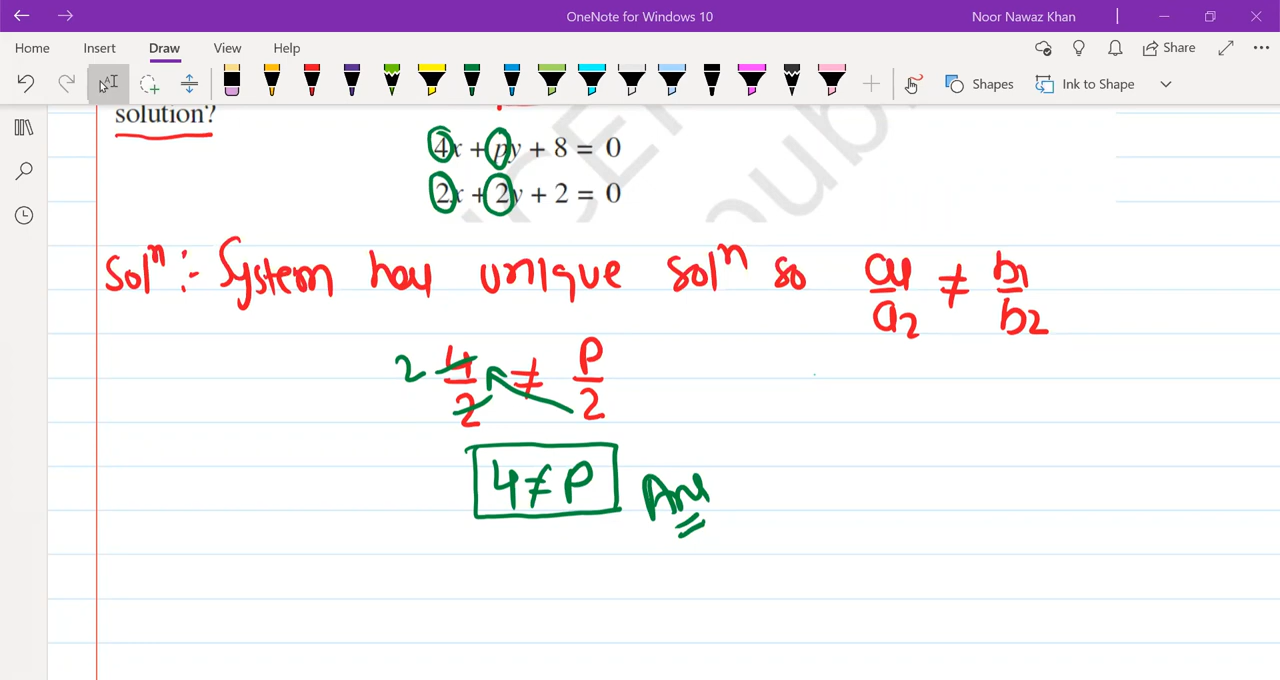 OneNote for Windows 10
Noor Nawaz Khan
Home Insert Draw View Help Share
Shapes Ink to Shape
solution?
4x + py + 8 = 0
2x + 2y + 2 = 0
Solⁿ :- System has unique Solⁿ so a1/a2 ≠ b1/b2
2 4/2 ≠ P/2
4 ≠ P Ans